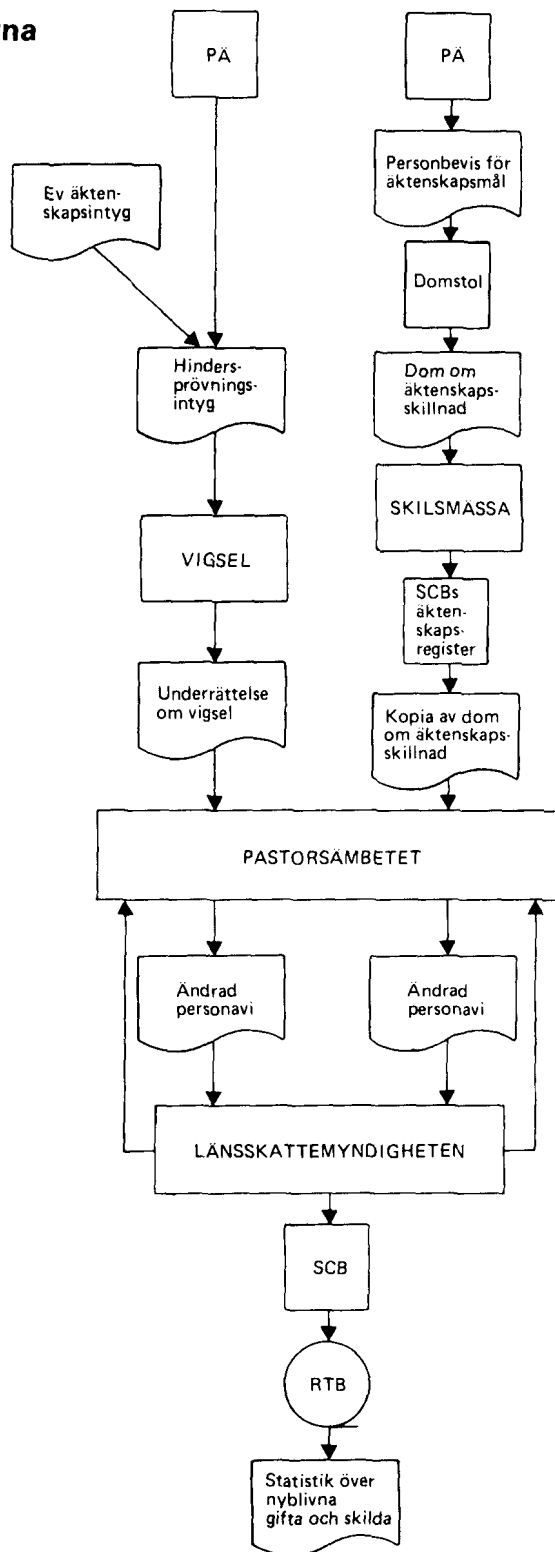 na
PÄ
PÄ
Personbevis för
äktenskapsmål
Ev äkten-
skapsintyg
Domstol
Hinders-
prövnings-
intyg
Dom om
äktenskaps-
skillnad
SKILSMÄSSA
VIGSEL
SCBs
äkten-
skaps-
register
Underrättelse
om vigsel
Kopia av dom
om äktenskaps-
skillnad
PASTORSÄMBETET
Ändrad
personavi
Ändrad
personavi
LÄNSSKATTEMYNDIGHETEN
SCB
RTB
Statistik över
nyblivna
gifta och skilda